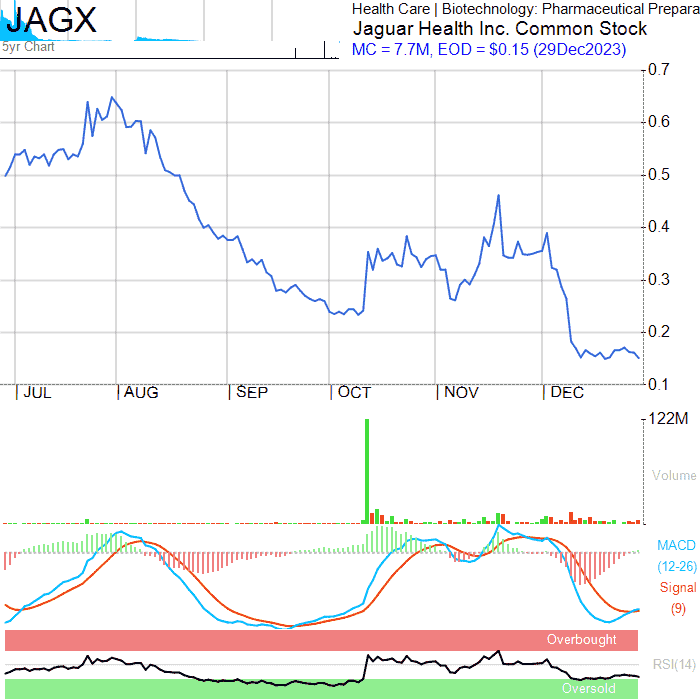 JAGX
Health Care | Biotechnology: Pharmaceutical Prepara
Jaguar Health Inc. Common Stock
5yr Chart
MC = 7.7M, EOD = $0.15 (29Dec2023)
0.7
0.6
0.5
0.4
0.3
0.2
0.1
JUL AUG SEP OCT NOV DEC
122M
Volume
MACD
(12-26)
Signal
(9)
Overbought
RSI(14)
Oversold